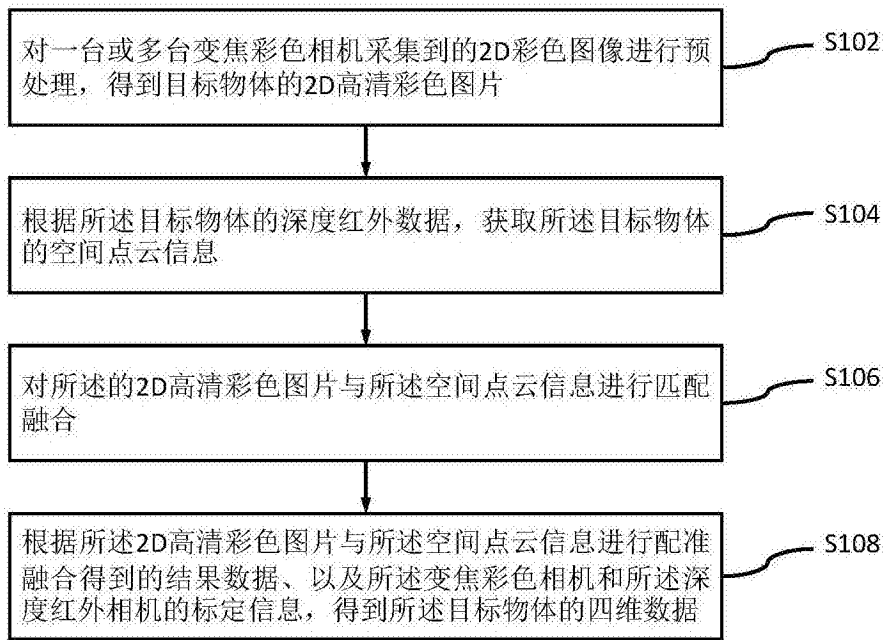 对一台或多台变焦彩色相机采集到的2D彩色图像进行预
处理，得到目标物体的2D高清彩色图片
S102
根据所述目标物体的深度红外数据，获取所述目标物体
的空间点云信息
S104
对所述的2D高清彩色图片与所述空间点云信息进行匹配
融合
S106
根据所述2D高清彩色图片与所述空间点云信息进行配准
融合得到的结果数据、以及所述变焦彩色相机和所述深
度红外相机的标定信息，得到所述目标物体的四维数据
S108